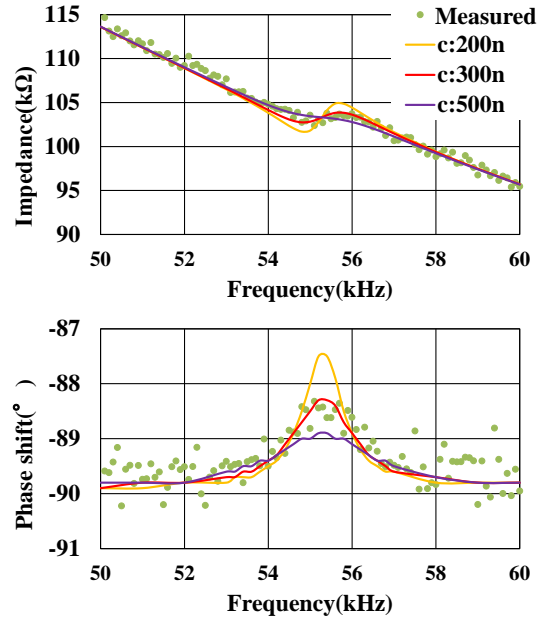 115
110
105
100
95
90
Impedance(kΩ)
Measured
c:200n
c:300n
c:500n
50 52 54 56 58 60
Frequency(kHz)
-87
-88
-89
-90
-91
Phase shift(°)
50 52 54 56 58 60
Frequency(kHz)